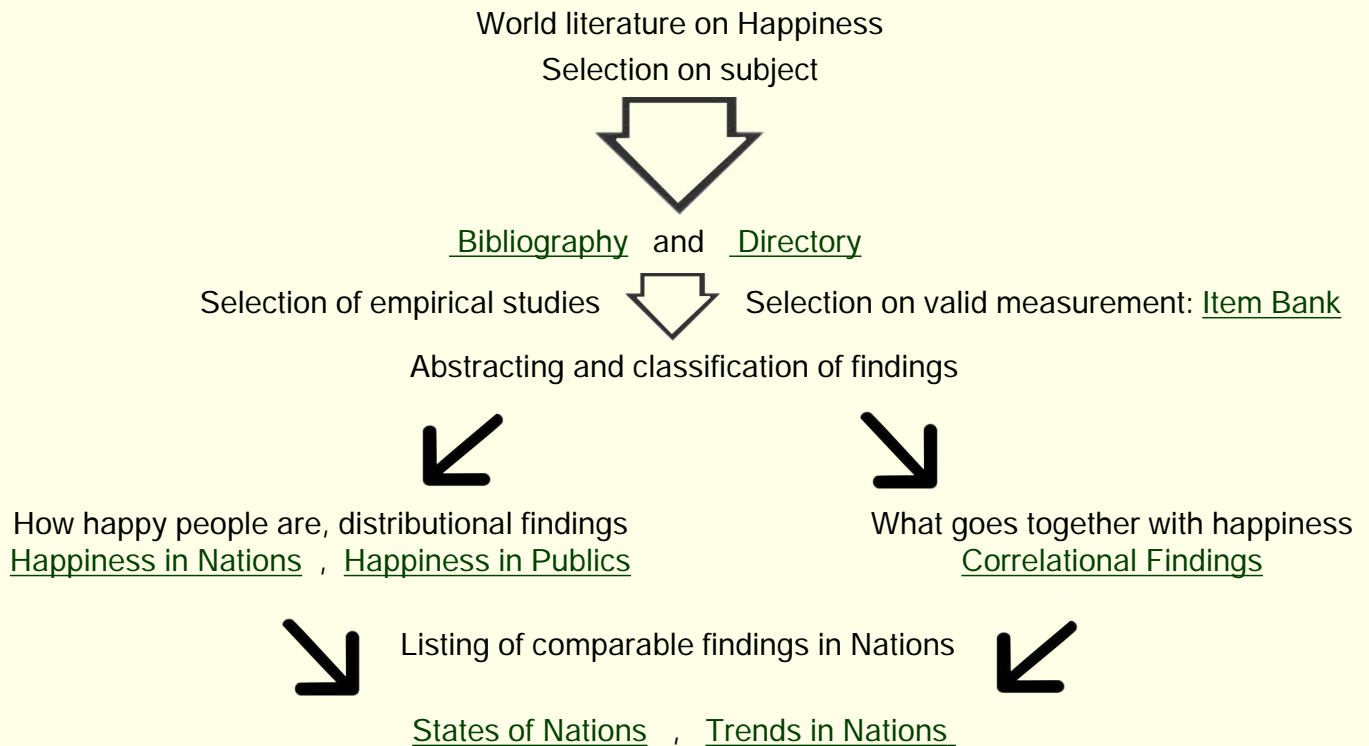 World literature on Happiness
Selection on subject
Bibliography and Directory
Selection of empirical studies
Selection on valid measurement: Item Bank
Abstracting and classification of findings
How happy people are, distributional findings
Happiness in Nations , Happiness in Publics
What goes together with happiness
Correlational Findings
Listing of comparable findings in Nations
States of Nations , Trends in Nations